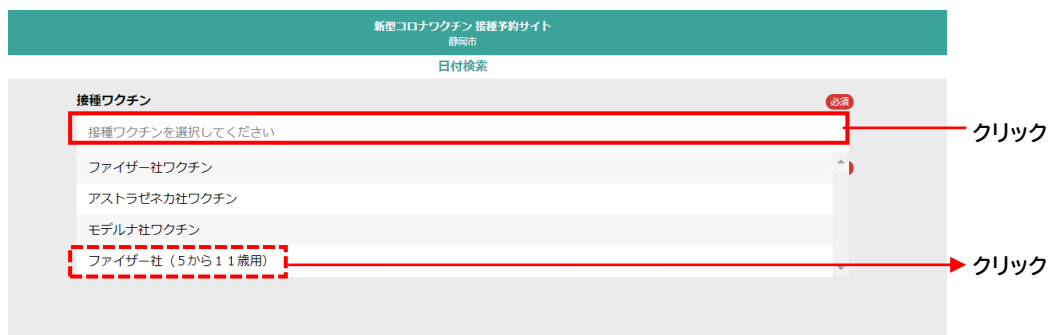 新型コロナワクチン 接種予約サイト
静岡市
日付検索
接種ワクチン
必須
接種ワクチンを選択してください
クリック
ファイザー社ワクチン
アストラゼネカ社ワクチン
モデルナ社ワクチン
ファイザー社（５から１１歳用）
クリック